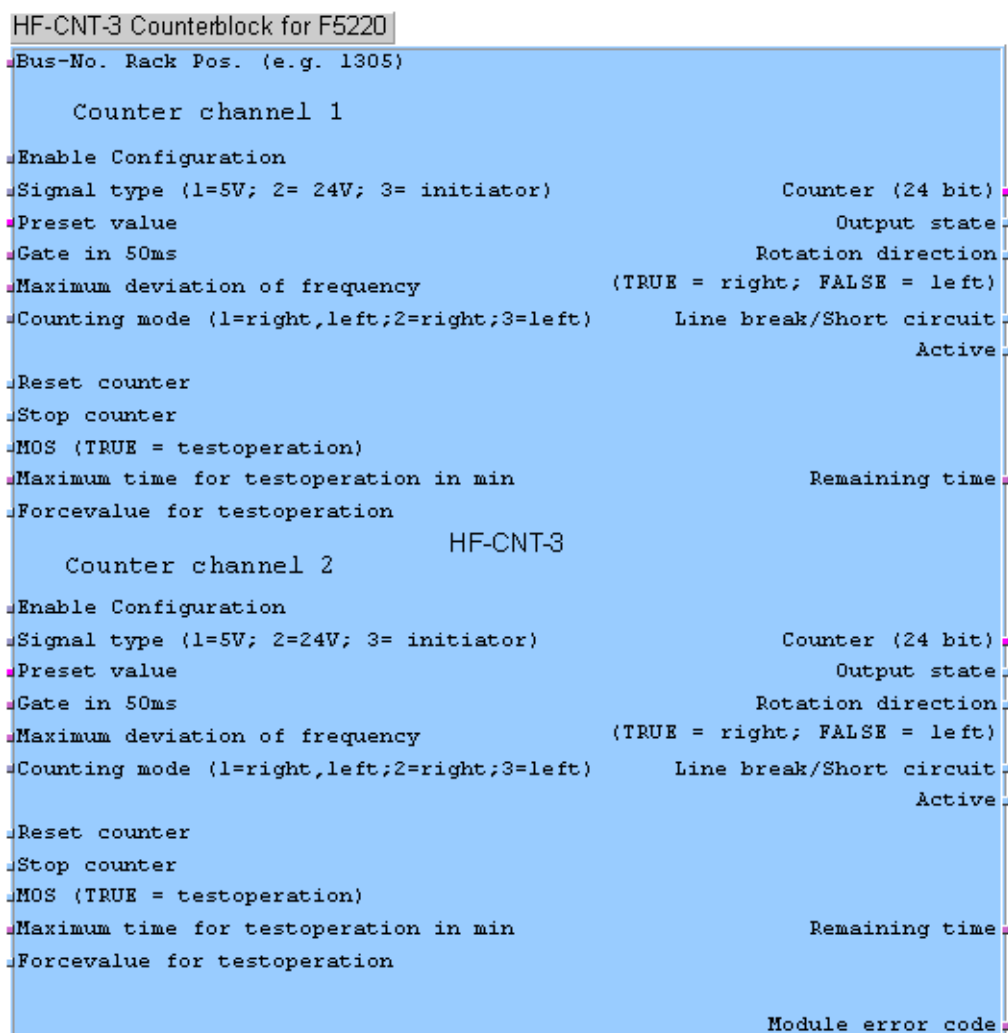 HF-CNT-3 Counterblock for F5220
Bus-No. Rack Pos. (e.g. 1305)
Counter channel 1
Enable Configuration
Signal type (1=5V; 2= 24V; 3= initiator) Counter (24 bit)
Preset value Output state
Gate in 50ms Rotation direction
Maximum deviation of frequency (TRUE = right; FALSE = left)
Counting mode (1=right,left;2=right;3=left) Line break/Short circuit
Active
Reset counter
Stop counter
MOS (TRUE = testoperation)
Maximum time for testoperation in min Remaining time
Forcevalue for testoperation
HF-CNT-3
Counter channel 2
Enable Configuration
Signal type (1=5V; 2=24V; 3= initiator) Counter (24 bit)
Preset value Output state
Gate in 50ms Rotation direction
Maximum deviation of frequency (TRUE = right; FALSE = left)
Counting mode (1=right,left;2=right;3=left) Line break/Short circuit
Active
Reset counter
Stop counter
MOS (TRUE = testoperation)
Maximum time for testoperation in min Remaining time
Forcevalue for testoperation
Module error code